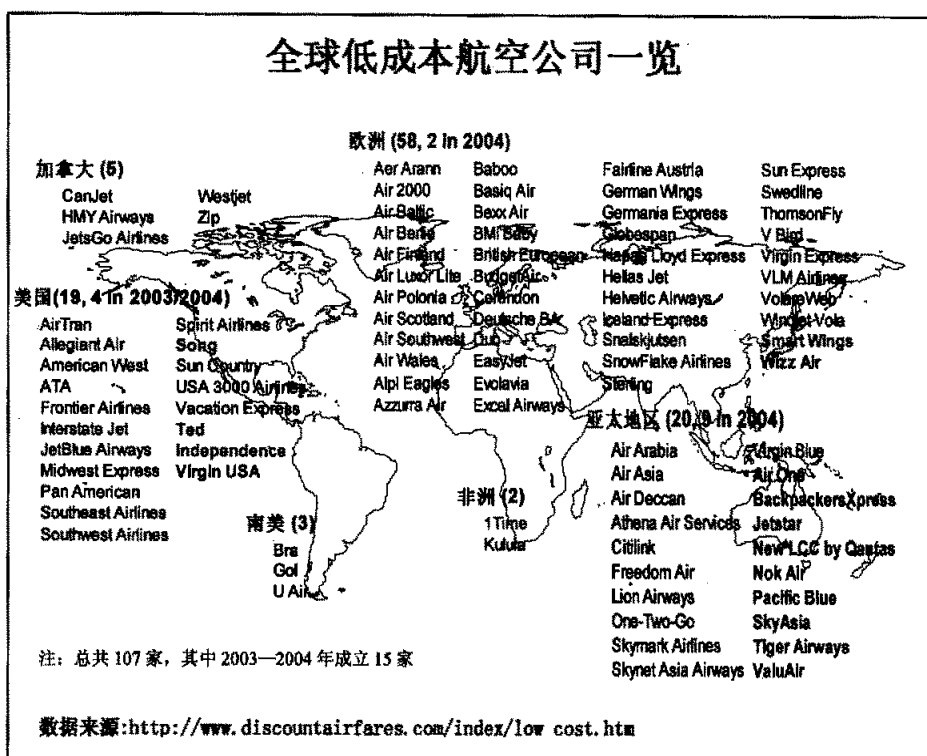 全球低成本航空公司一览
加拿大 (5)
CanJet
HMY Airways
JetsGo Airlines
Westjet
Zip
欧洲 (58, 2 in 2004)
Aer Arann
Air 2000
Air Baltic
Air Berlin
Air Finland
Air Luxor Lite
Air Polonia
Air Scotland
Air Southwest
Air Wales
Alpi Eagles
Azzurra Air
Baboo
Basiq Air
Bexx Air
BMI Baby
British European
Budget Air
Corendon
Deutsche BA
Duo
EasyJet
Evolavia
Excel Airways
Fairline Austria
German Wings
Germania Express
Globespan
Hapag Lloyd Express
Hellas Jet
Helvetic Airways
Iceland Express
Snalskjutsen
SnowFlake Airlines
Sterling
Sun Express
Swedline
ThomsonFly
V Bird
Virgin Express
VLM Airlines
VolareWeb
Windjet Vola
Smart Wings
Wizz Air
美国(19, 4 in 2003/2004)
AirTran
Allegiant Air
American West
ATA
Frontier Airlines
Interstate Jet
JetBlue Airways
Midwest Express
Pan American
Southeast Airlines
Southwest Airlines
Spirit Airlines
Song
Sun Country
USA 3000 Airlines
Vacation Express
Ted
Independence
Virgin USA
南美 (3)
Bra
Gol
U Air
非洲 (2)
1Time
Kulula
亚太地区 (20, 9 in 2004)
Air Arabia
Air Asia
Air Deccan
Athena Air Services
Citilink
Freedom Air
Lion Airways
One-Two-Go
Skymark Airlines
Skynet Asia Airways
Virgin Blue
Air One
BackpackersXpress
Jetstar
New LCC by Qantas
Nok Air
Pacific Blue
SkyAsia
Tiger Airways
ValuAir
注：总共 107 家，其中 2003—2004 年成立 15 家
数据来源:http://www.discountairfares.com/index/low cost.htm